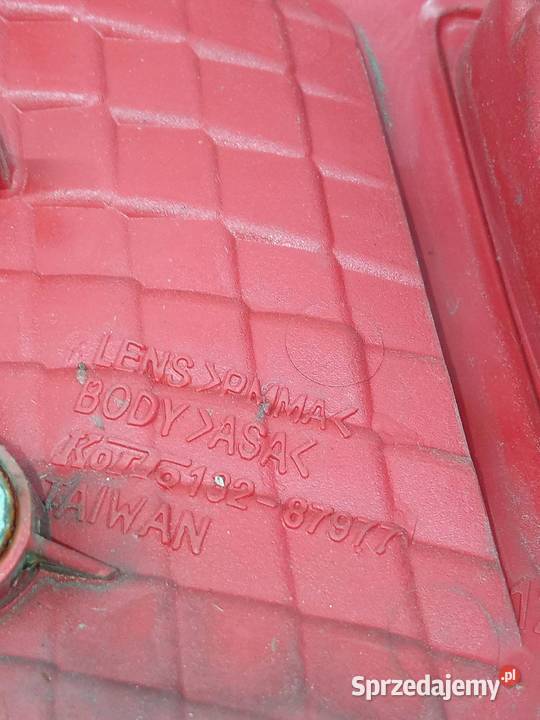 LENS >PMMA<
BODY >ASA<
KoITo 132-87977
TAIWAN
Sprzedajemy.pl